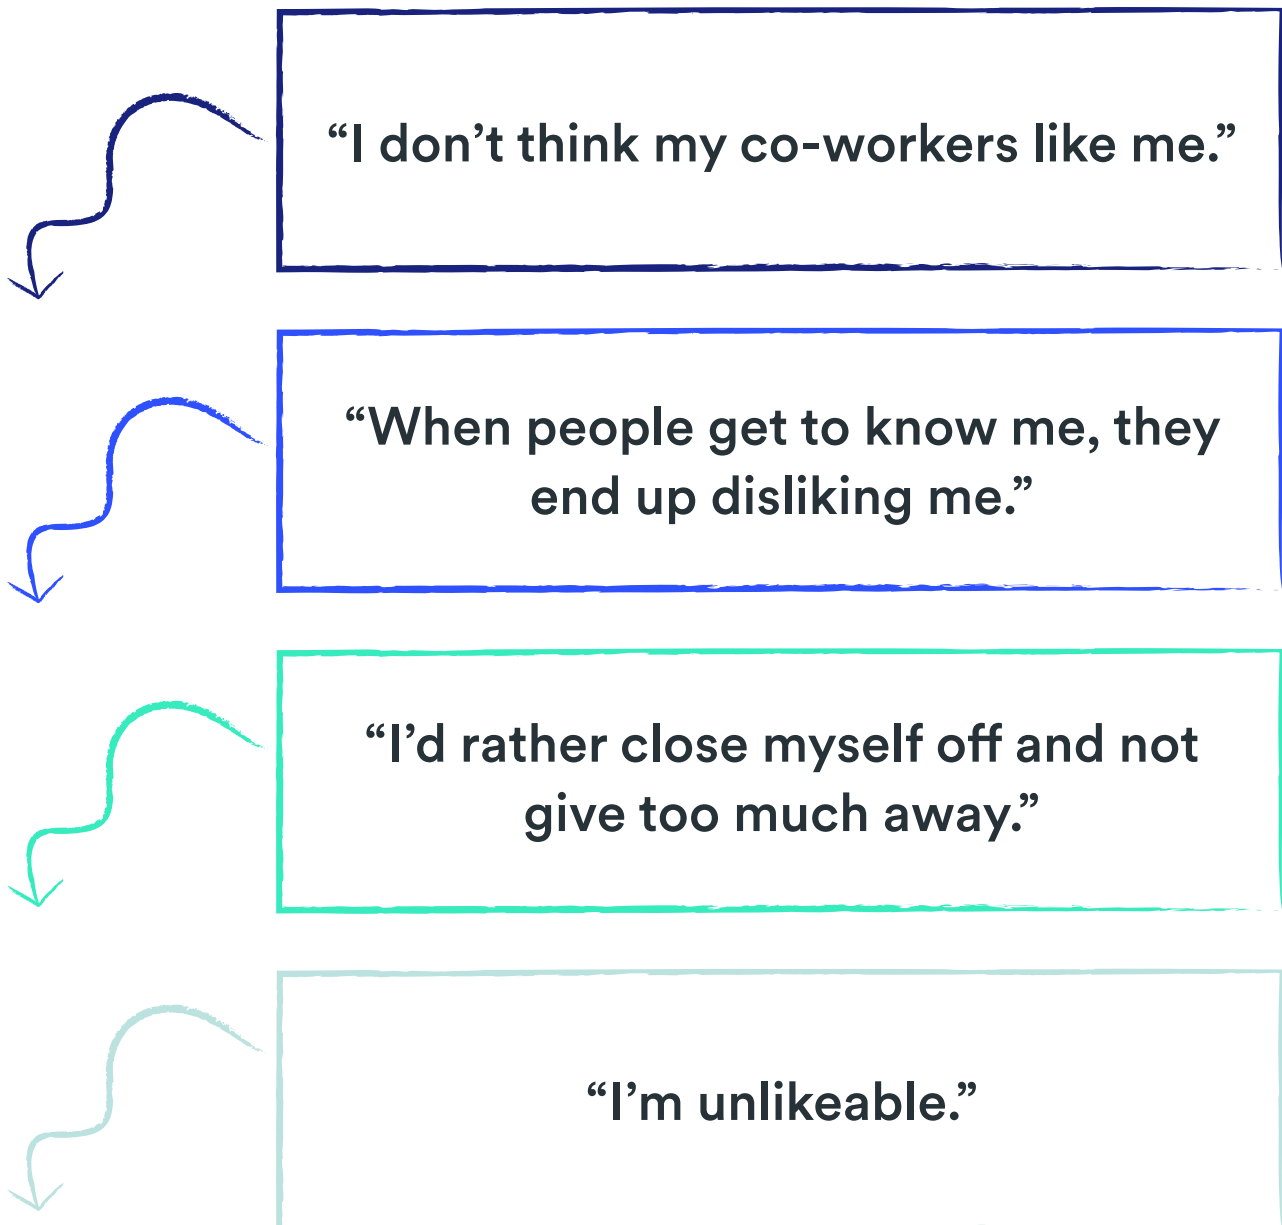 “I don’t think my co-workers like me.”
“When people get to know me, they
end up disliking me.”
“I’d rather close myself off and not
give too much away.”
“I’m unlikeable.”